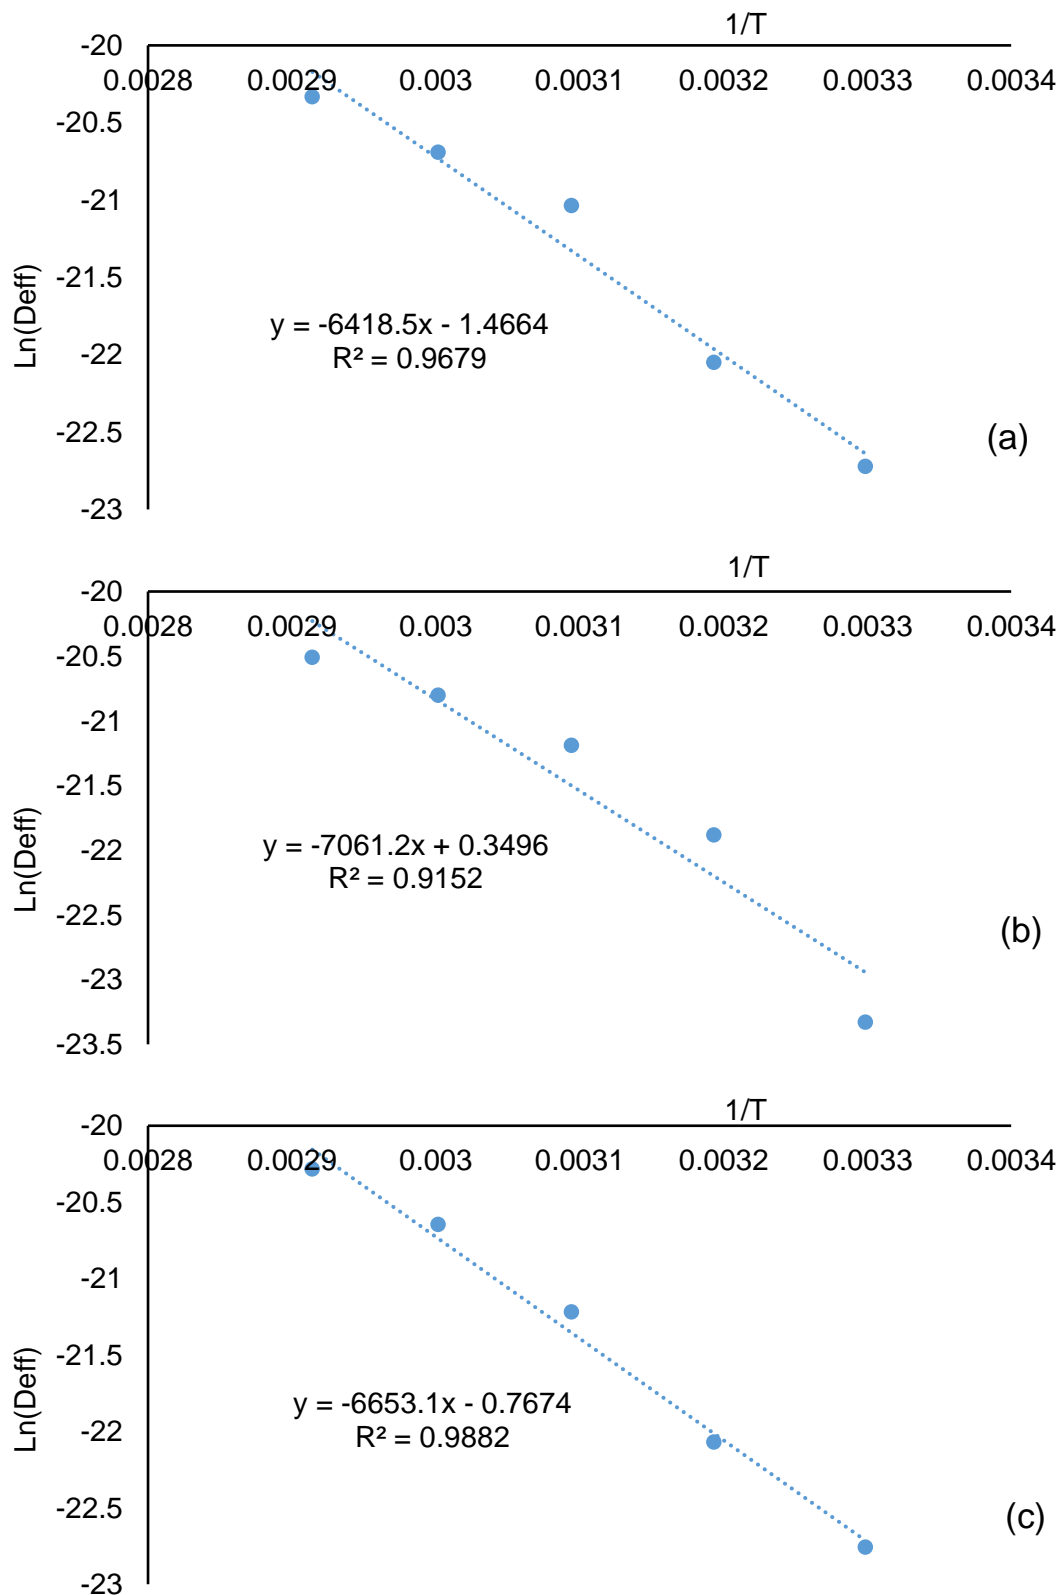 1/T
-20
0.0028 0.0029 0.003 0.0031 0.0032 0.0033 0.0034
-20.5
-21
Ln(Deff)
-21.5
y = -6418.5x - 1.4664
-22
R² = 0.9679
-22.5
(a)
-23
1/T
-20
0.0028 0.0029 0.003 0.0031 0.0032 0.0033 0.0034
-20.5
-21
-21.5
Ln(Deff)
y = -7061.2x + 0.3496
-22
R² = 0.9152
-22.5
(b)
-23
-23.5
1/T
-20
0.0028 0.0029 0.003 0.0031 0.0032 0.0033 0.0034
-20.5
-21
-21.5
Ln(Deff)
y = -6653.1x - 0.7674
-22
R² = 0.9882
-22.5
(c)
-23